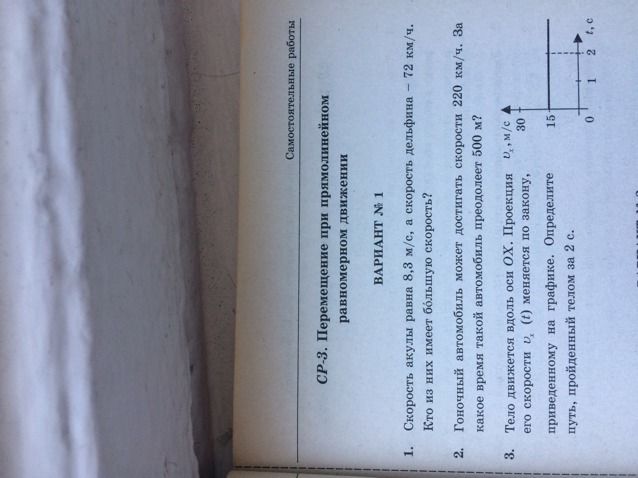 Самостоятельные работы
СР-3. Перемещение при прямолинейном
равномерном движении
ВАРИАНТ № 1
1. Скорость акулы равна 8,3 м/с, а скорость дельфина – 72 км/ч.
Кто из них имеет бóльшую скорость?
2. Гоночный автомобиль может достигать скорости 220 км/ч. За
какое время такой автомобиль преодолеет 500 м?
3. Тело движется вдоль оси OX. Проекция
его скорости υx (t) меняется по закону,
приведенному на графике. Определите
путь, пройденный телом за 2 с.
υx, м/с
30
15
0 1 2 t, с